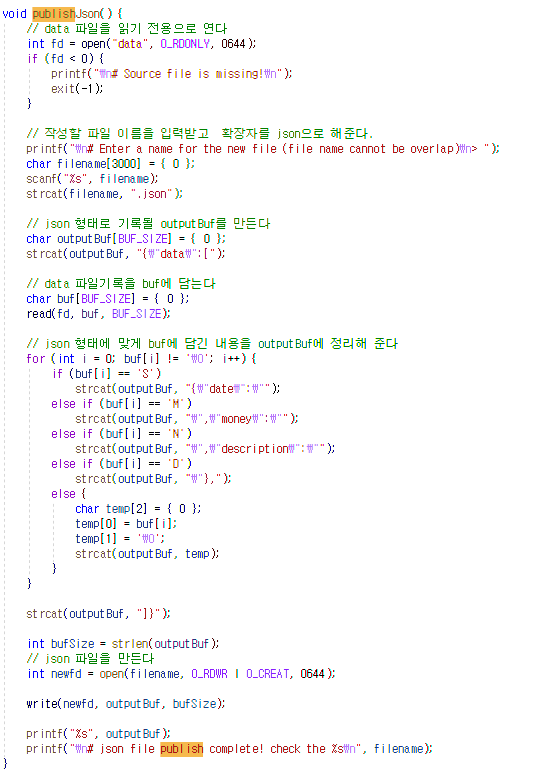 void publishJson() {
    // data 파일을 읽기 전용으로 연다
    int fd = open("data", O_RDONLY, 0644);
    if (fd < 0) {
        printf("₩n# Source file is missing!₩n");
        exit(-1);
    }

    // 작성할 파일 이름을 입력받고  확장자를 json으로 해준다.
    printf("₩n# Enter a name for the new file (file name cannot be overlap)₩n> ");
    char filename[3000] = { 0 };
    scanf("%s", filename);
    strcat(filename, ".json");

    // json 형태로 기록될 outputBuf를 만든다
    char outputBuf[BUF_SIZE] = { 0 };
    strcat(outputBuf, "{₩"data₩":[");

    // data 파일기록을 buf에 담는다
    char buf[BUF_SIZE] = { 0 };
    read(fd, buf, BUF_SIZE);

    // json 형태에 맞게 buf에 담긴 내용을 outputBuf에 정리해 준다
    for (int i = 0; buf[i] != '₩0'; i++) {
        if (buf[i] == 'S')
            strcat(outputBuf, "{₩"date₩":₩"");
        else if (buf[i] == 'M')
            strcat(outputBuf, "₩",₩"money₩":₩"");
        else if (buf[i] == 'N')
            strcat(outputBuf, "₩",₩"description₩":₩"");
        else if (buf[i] == 'D')
            strcat(outputBuf, "₩"},");
        else {
            char temp[2] = { 0 };
            temp[0] = buf[i];
            temp[1] = '₩0';
            strcat(outputBuf, temp);
        }
    }

    strcat(outputBuf, "]}");

    int bufSize = strlen(outputBuf);
    // json 파일을 만든다
    int newfd = open(filename, O_RDWR | O_CREAT, 0644);

    write(newfd, outputBuf, bufSize);

    printf("%s", outputBuf);
    printf("₩n# json file publish complete! check the %s₩n", filename);
}